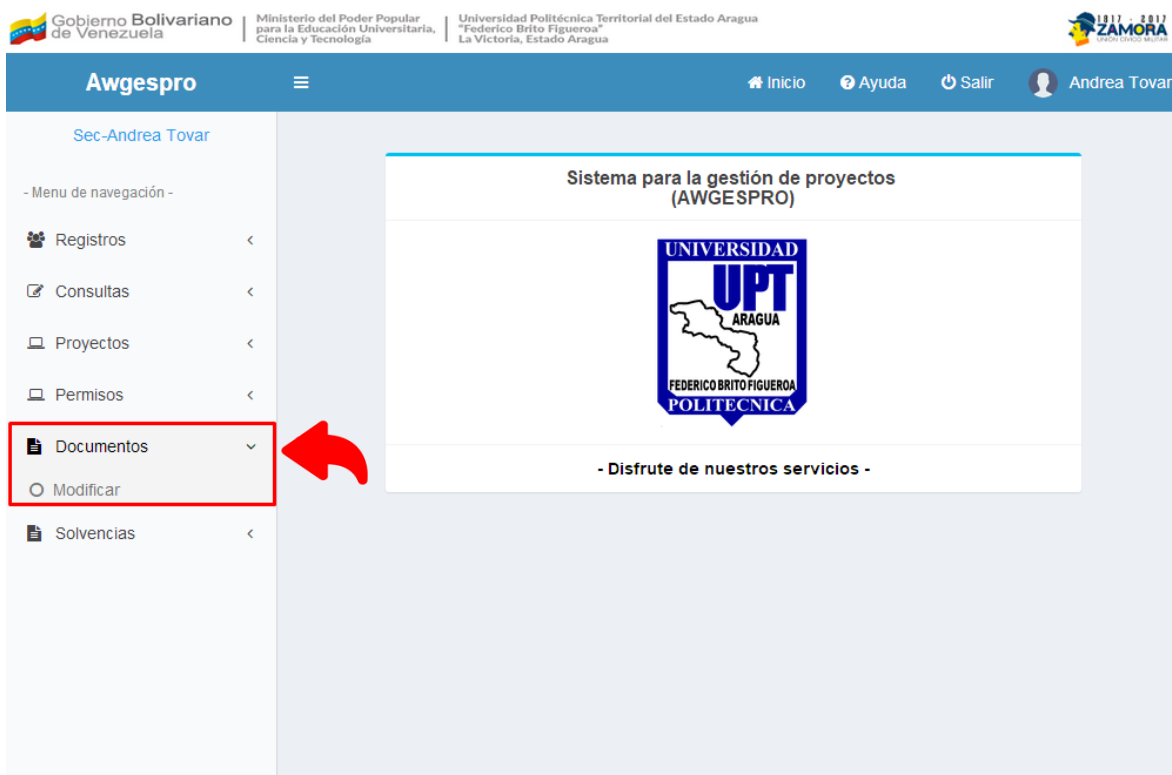 Gobierno Bolivariano
de Venezuela
Ministerio del Poder Popular
para la Educación Universitaria,
Ciencia y Tecnología
Universidad Politécnica Territorial del Estado Aragua
"Federico Brito Figueroa"
La Victoria, Estado Aragua
1817 - 2017
ZAMORA
UNIÓN CÍVICO MILITAR
Awgespro
Inicio
Ayuda
Salir
Andrea Tovar
Sec-Andrea Tovar
- Menu de navegación -
Registros
Consultas
Proyectos
Permisos
Documentos
Modificar
Solvencias
Sistema para la gestión de proyectos
(AWGESPRO)
UNIVERSIDAD
UPT
ARAGUA
FEDERICO BRITO FIGUEROA
POLITECNICA
- Disfrute de nuestros servicios -